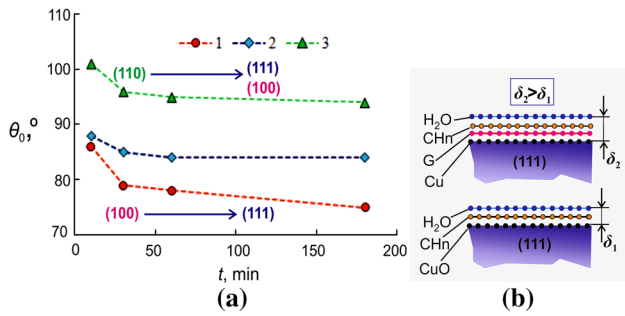 110
100
90
80
70
0
50
100
150
200
θ₀,°
t, min
1
2
3
(110)
(111)
(100)
(100)
(111)
(a)
δ₂>δ₁
H₂O
CHn
G
Cu
(111)
δ₂
H₂O
CHn
CuO
(111)
δ₁
(b)